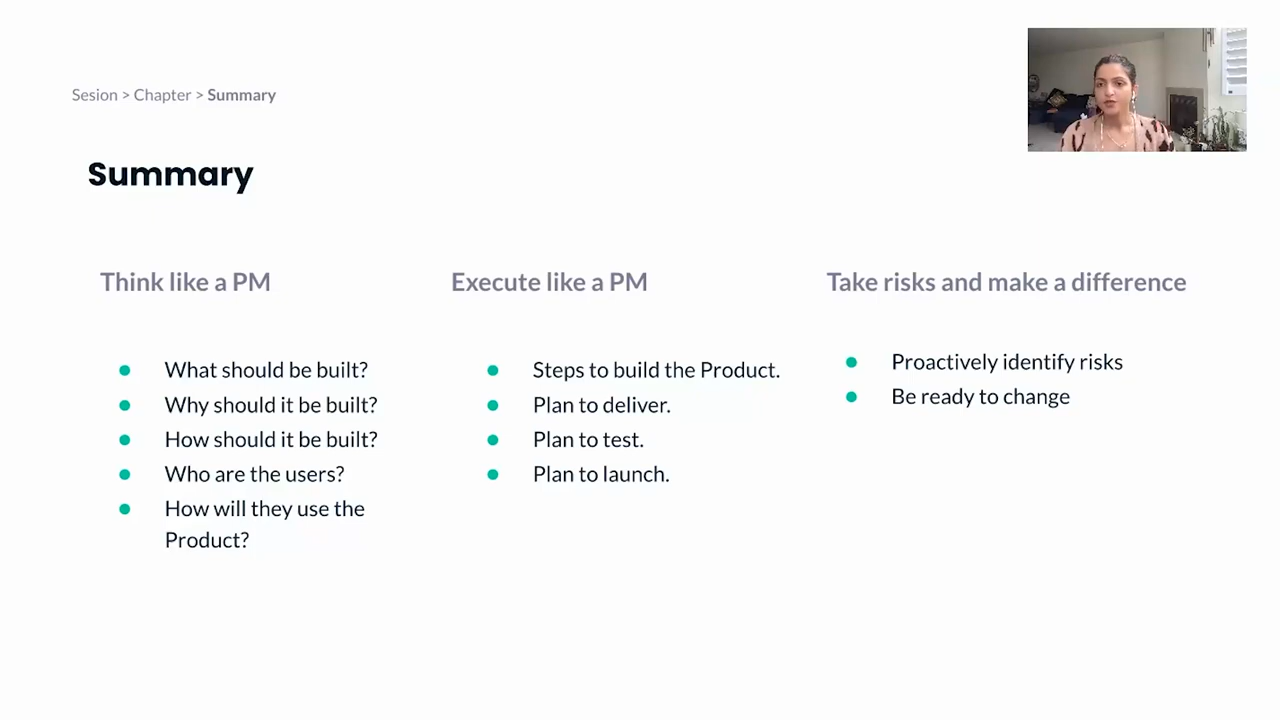 Sesion > Chapter > Summary
Summary
Think like a PM
What should be built?
Why should it be built?
How should it be built?
Who are the users?
How will they use the
Product?
Execute like a PM
Steps to build the Product.
Plan to deliver.
Plan to test.
Plan to launch.
Take risks and make a difference
Proactively identify risks
Be ready to change